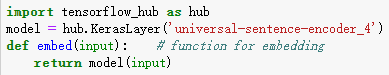 import tensorflow_hub as hub
model = hub.KerasLayer('universal-sentence-encoder_4')
def embed(input):    # function for embedding
    return model(input)